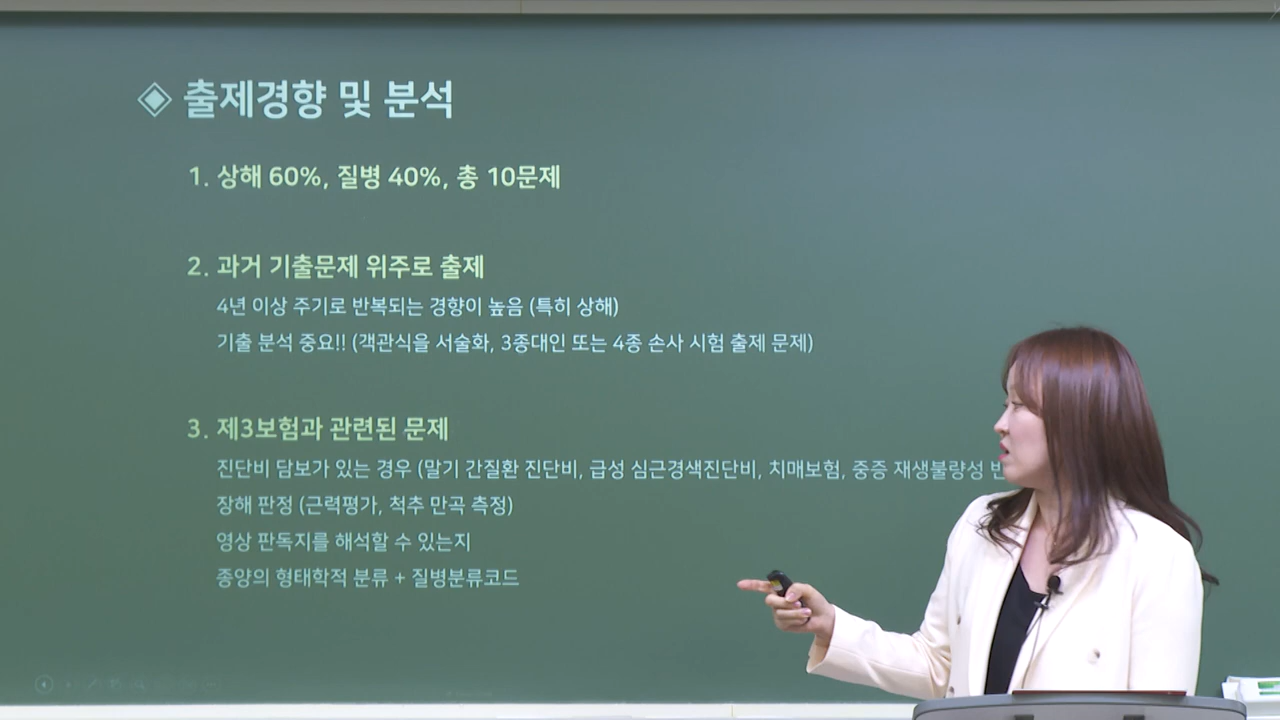 ◈ 출제경향 및 분석
1. 상해 60%, 질병 40%, 총 10문제
2. 과거 기출문제 위주로 출제
4년 이상 주기로 반복되는 경향이 높음 (특히 상해)
기출 분석 중요!! (객관식을 서술화, 3종대인 또는 4종 손사 시험 출제 문제)
3. 제3보험과 관련된 문제
진단비 담보가 있는 경우 (말기 간질환 진단비, 급성 심근경색진단비, 치매보험, 중증 재생불량성
장해 판정 (근력평가, 척추 만곡 측정)
영상 판독지를 해석할 수 있는지
종양의 형태학적 분류 + 질병분류코드